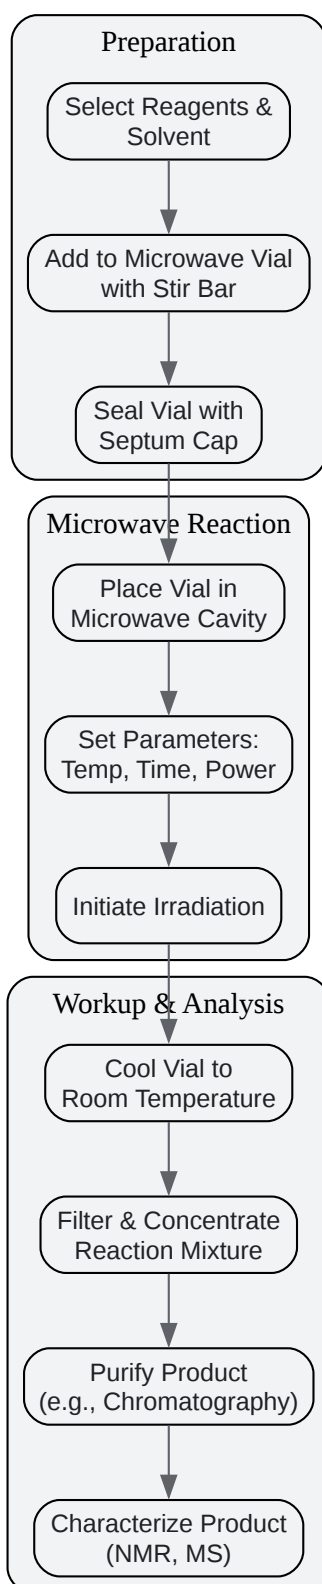 Preparation
Select Reagents &
Solvent
Add to Microwave Vial
with Stir Bar
Seal Vial with
Septum Cap
Microwave Reaction
Place Vial in
Microwave Cavity
Set Parameters:
Temp, Time, Power
Initiate Irradiation
Workup & Analysis
Cool Vial to
Room Temperature
Filter & Concentrate
Reaction Mixture
Purify Product
(e.g., Chromatography)
Characterize Product
(NMR, MS)